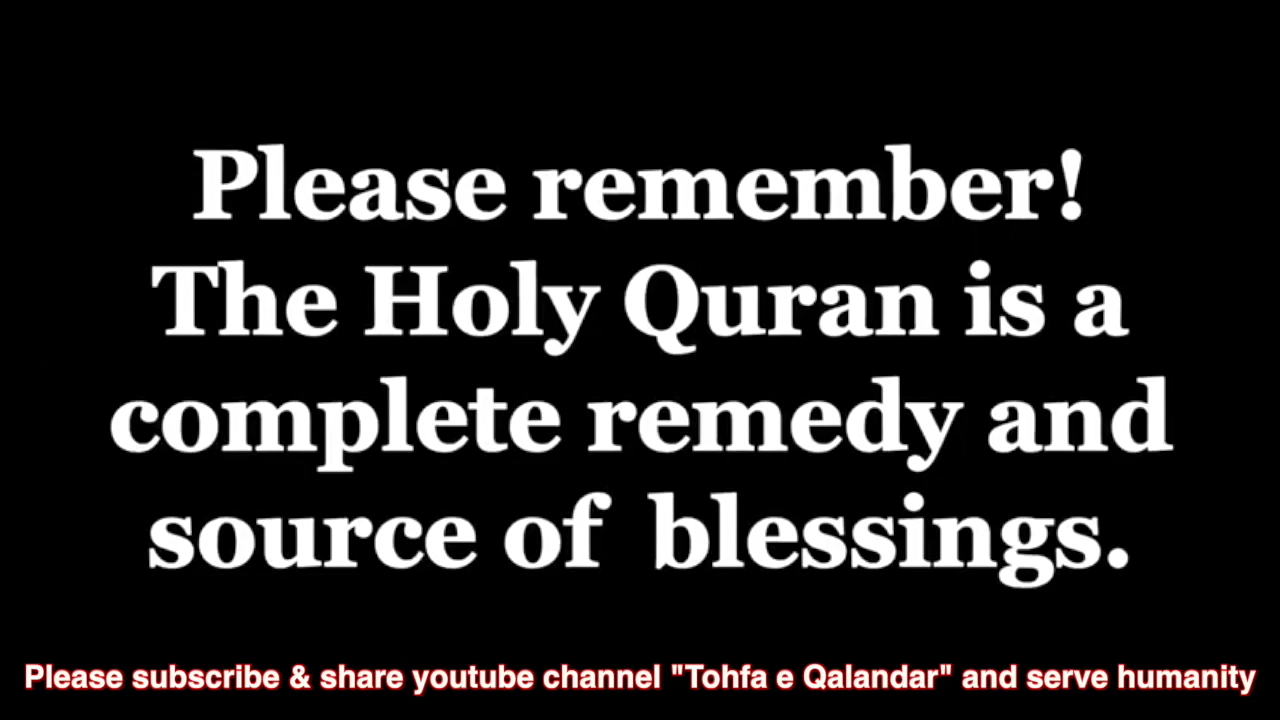 Please remember!
The Holy Quran is a
complete remedy and
source of blessings.
Please subscribe & share youtube channel "Tohfa e Qalandar" and serve humanity